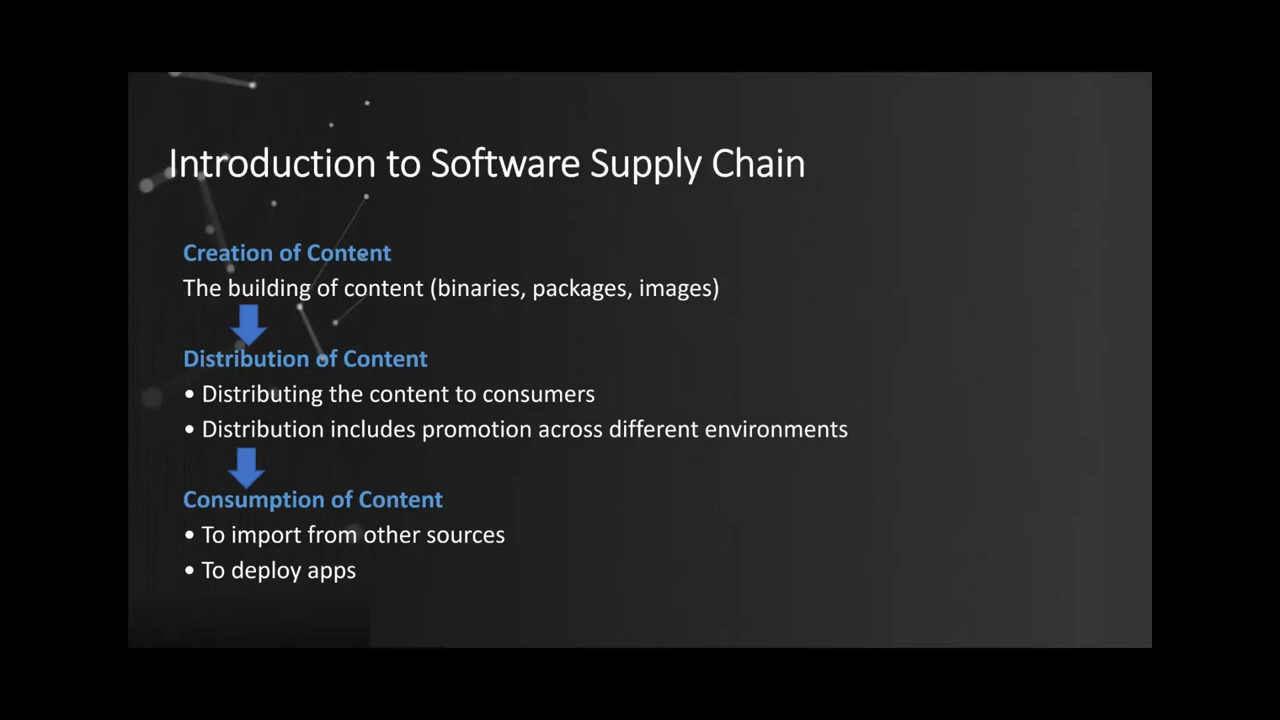 Introduction to Software Supply Chain
Creation of Content
The building of content (binaries, packages, images)
Distribution of Content
• Distributing the content to consumers
• Distribution includes promotion across different environments
Consumption of Content
• To import from other sources
• To deploy apps